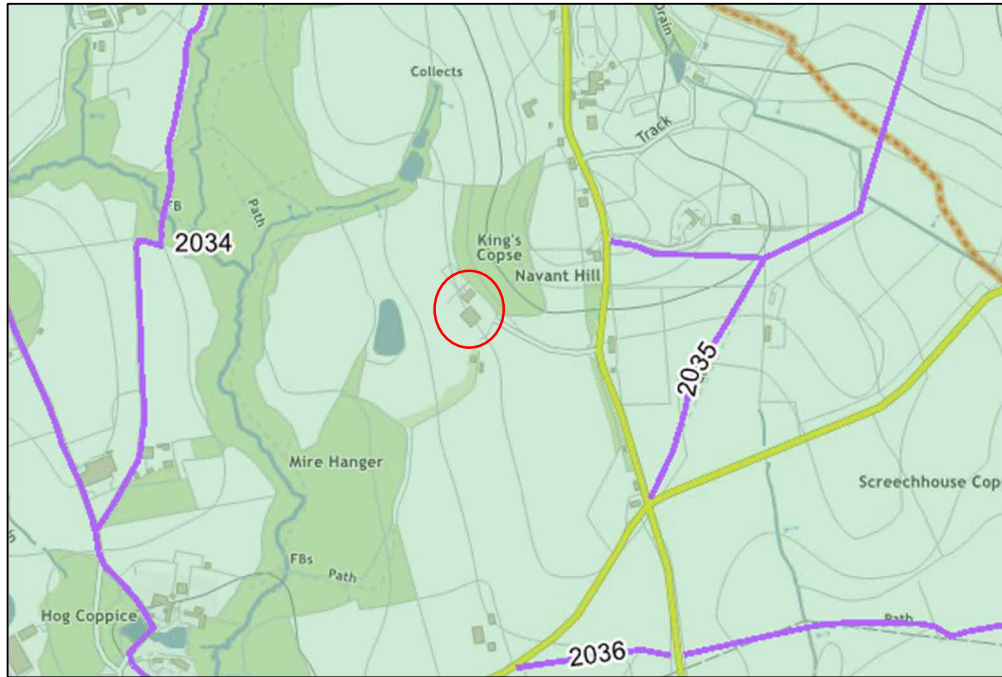 Collects
Drain
Track
FB
Path
2034
King's
Copse
Navant Hill
2035
Mire Hanger
Screechhouse Cop
FBs
Path
Hog Coppice
Path
2036